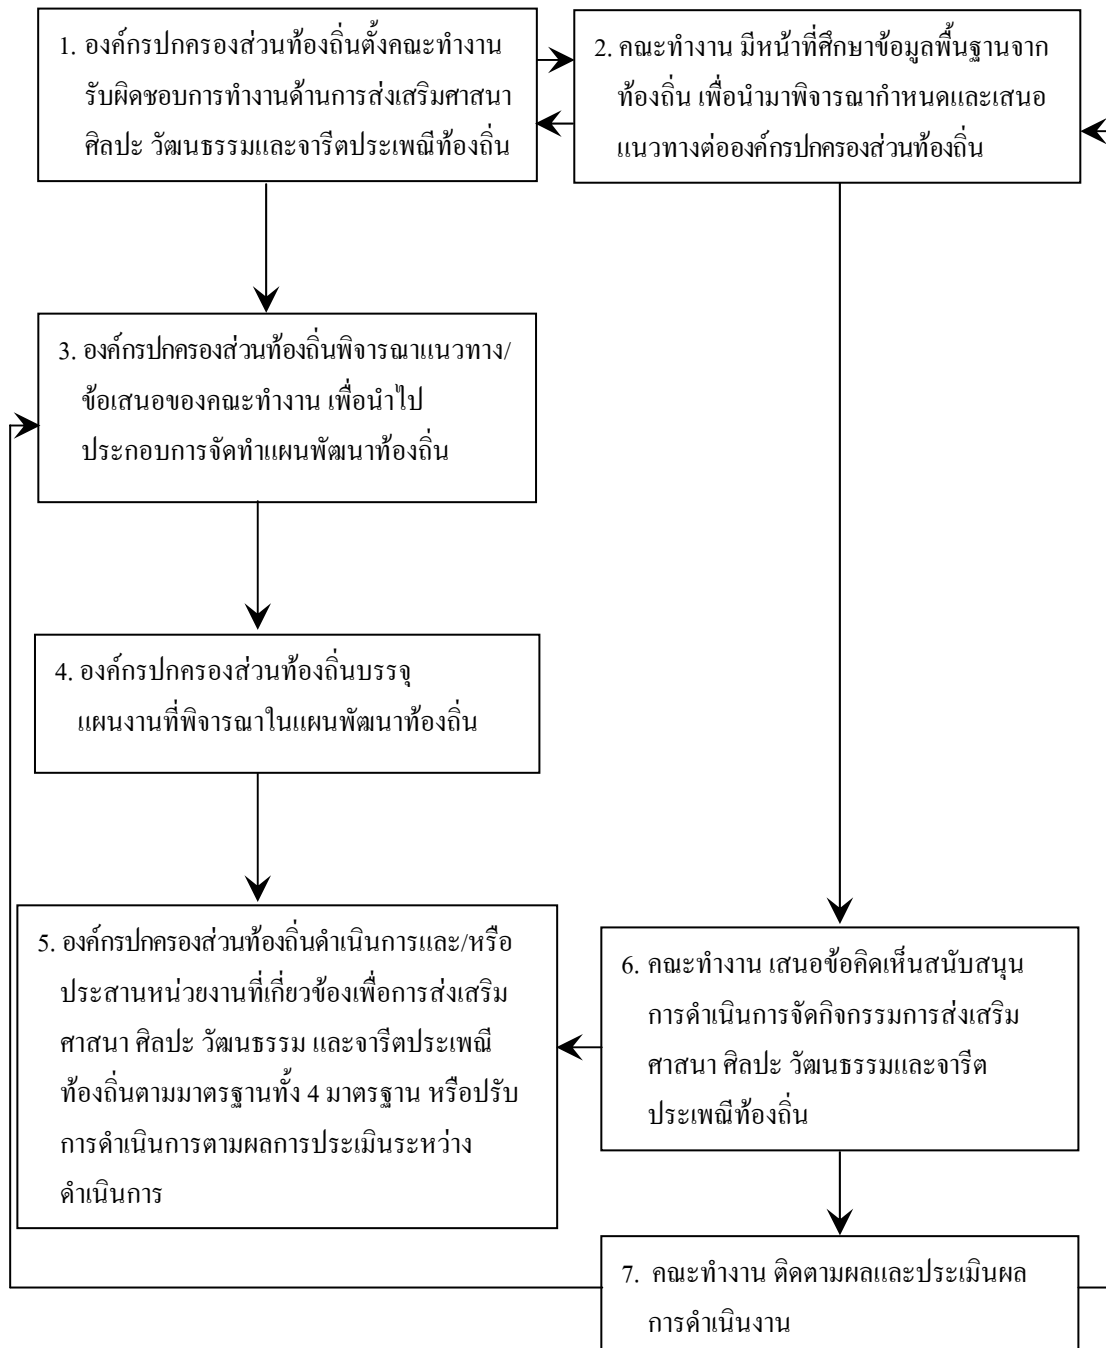 1. องค์กรปกครองส่วนท้องถิ่นตั้งคณะทำงาน
รับผิดชอบการทำงานด้านการส่งเสริมศาสนา
ศิลปะ วัฒนธรรมและจารีตประเพณีท้องถิ่น
2. คณะทำงาน มีหน้าที่ศึกษาข้อมูลพื้นฐานจาก
ท้องถิ่น เพื่อนำมาพิจารณากำหนดและเสนอ
แนวทางต่อองค์กรปกครองส่วนท้องถิ่น
3. องค์กรปกครองส่วนท้องถิ่นพิจารณาแนวทาง/
ข้อเสนอของคณะทำงาน เพื่อนำไป
ประกอบการจัดทำแผนพัฒนาท้องถิ่น
4. องค์กรปกครองส่วนท้องถิ่นบรรจุ
แผนงานที่พิจารณาในแผนพัฒนาท้องถิ่น
5. องค์กรปกครองส่วนท้องถิ่นดำเนินการและ/หรือ
ประสานหน่วยงานที่เกี่ยวข้องเพื่อการส่งเสริม
ศาสนา ศิลปะ วัฒนธรรม และจารีตประเพณี
ท้องถิ่นตามมาตรฐานทั้ง 4 มาตรฐาน หรือปรับ
การดำเนินการตามผลการประเมินระหว่าง
ดำเนินการ
6. คณะทำงาน เสนอข้อคิดเห็นสนับสนุน
การดำเนินการจัดกิจกรรมการส่งเสริม
ศาสนา ศิลปะ วัฒนธรรมและจารีต
ประเพณีท้องถิ่น
7. คณะทำงาน ติดตามผลและประเมินผล
การดำเนินงาน